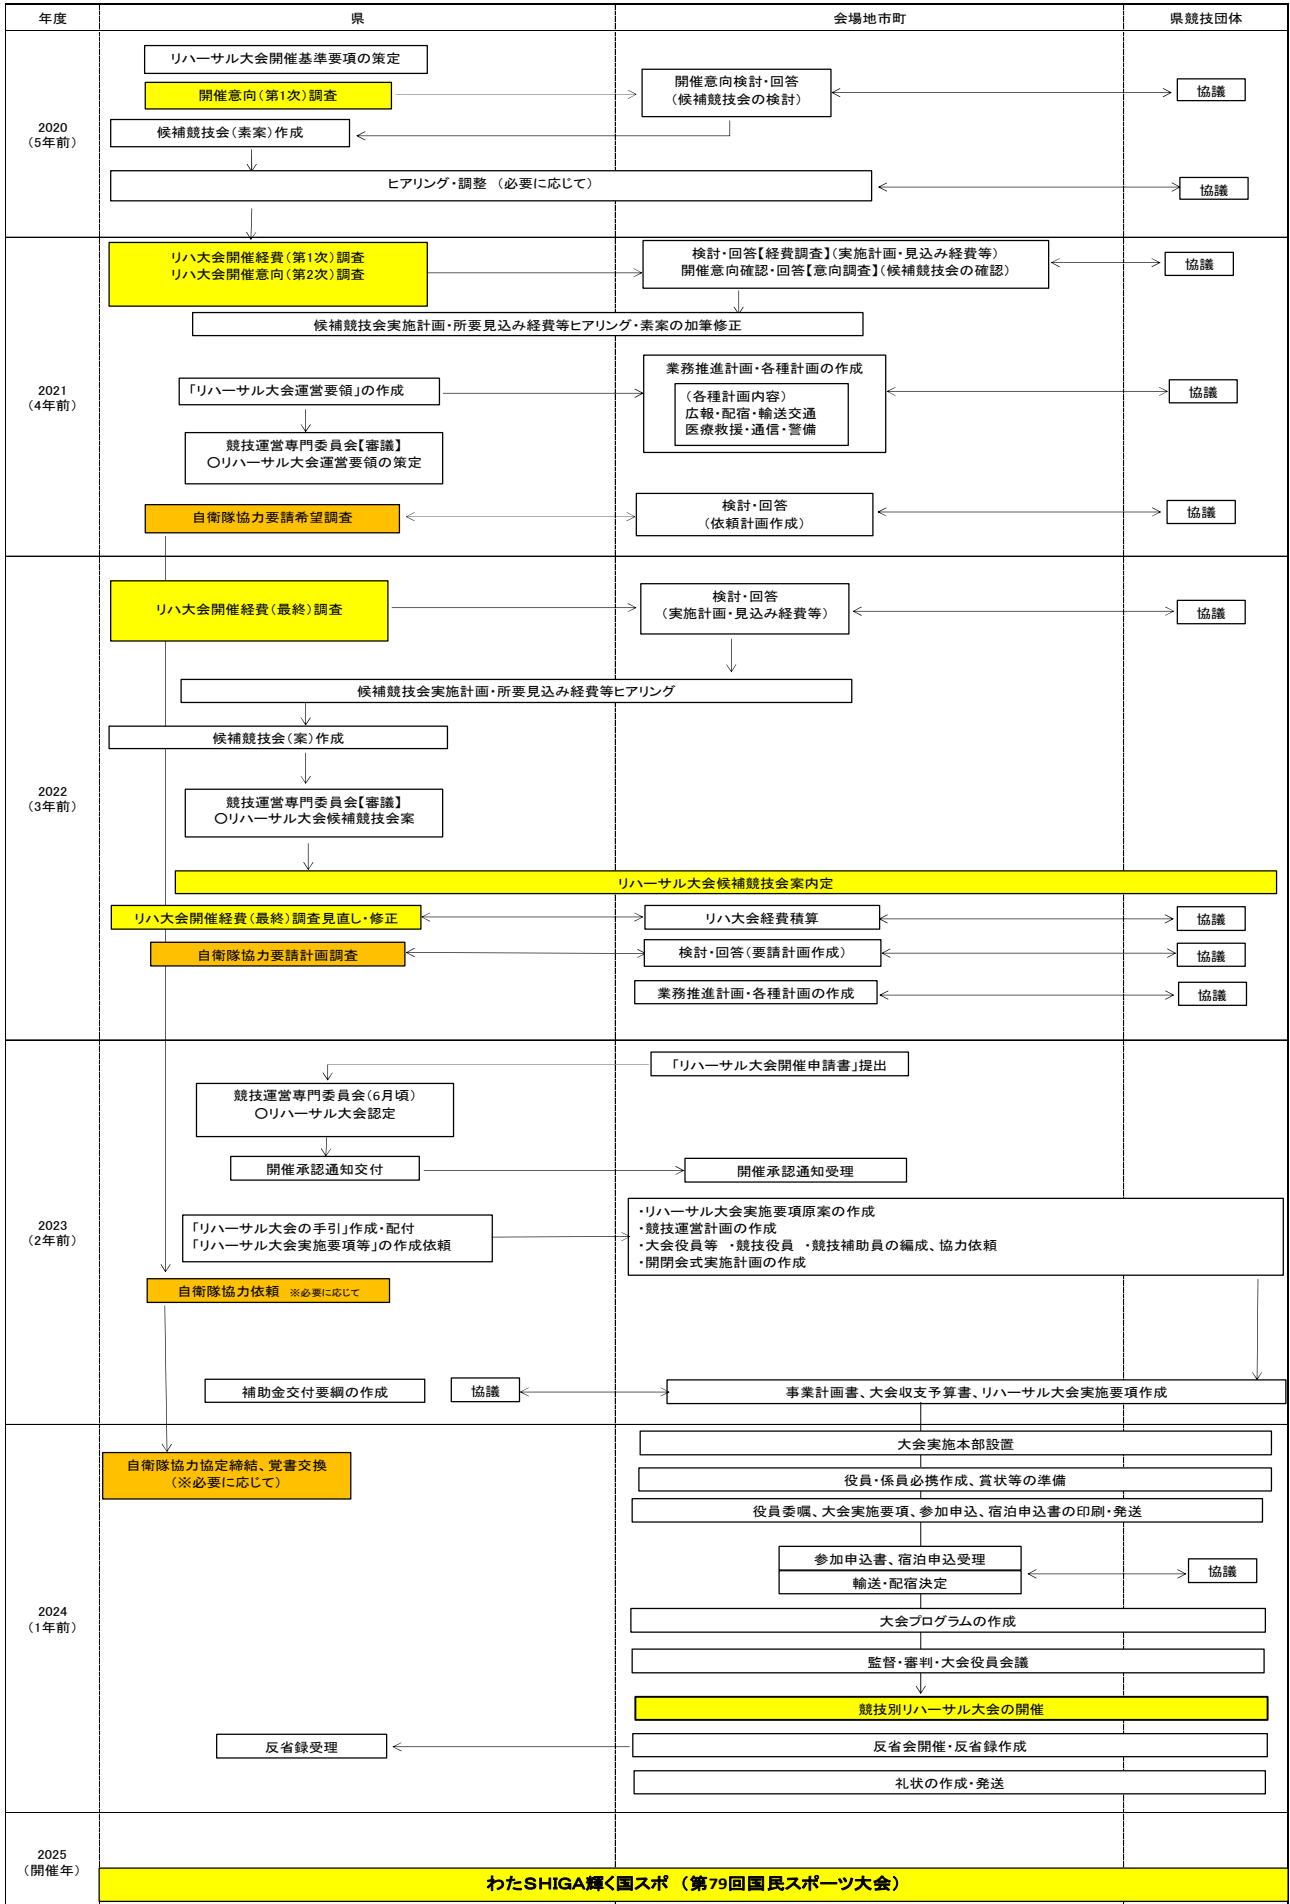 年度
県
会場地市町
県競技団体
2020
(5年前)
リハーサル大会開催基準要項の策定
開催意向(第1次)調査
開催意向検討・回答
(候補競技会の検討)
協議
候補競技会(素案)作成
ヒアリング・調整 (必要に応じて)
協議
2021
(4年前)
リハ大会開催経費(第1次)調査
リハ大会開催意向(第2次)調査
検討・回答【経費調査】(実施計画・見込み経費等)
開催意向確認・回答【意向調査】(候補競技会の確認)
協議
候補競技会実施計画・所要見込み経費等ヒアリング・素案の加筆修正
「リハーサル大会運営要領」の作成
業務推進計画・各種計画の作成
(各種計画内容)
広報・配宿・輸送交通
医療救援・通信・警備
協議
競技運営専門委員会【審議】
○リハーサル大会運営要領の策定
自衛隊協力要請希望調査
検討・回答
(依頼計画作成)
協議
2022
(3年前)
リハ大会開催経費(最終)調査
検討・回答
(実施計画・見込み経費等)
協議
候補競技会実施計画・所要見込み経費等ヒアリング
候補競技会(案)作成
競技運営専門委員会【審議】
○リハーサル大会候補競技会案
リハーサル大会候補競技会案内定
リハ大会開催経費(最終)調査見直し・修正
リハ大会経費積算
協議
自衛隊協力要請計画調査
検討・回答(要請計画作成)
協議
業務推進計画・各種計画の作成
協議
2023
(2年前)
「リハーサル大会開催申請書」提出
競技運営専門委員会(6月頃)
○リハーサル大会認定
開催承認通知交付
開催承認通知受理
「リハーサル大会の手引」作成・配付
「リハーサル大会実施要項等」の作成依頼
・リハーサル大会実施要項原案の作成
・競技運営計画の作成
・大会役員等 ・競技役員 ・競技補助員の編成、協力依頼
・開閉会式実施計画の作成
自衛隊協力依頼 ※必要に応じて
補助金交付要綱の作成
協議
事業計画書、大会収支予算書、リハーサル大会実施要項作成
2024
(1年前)
大会実施本部設置
自衛隊協力協定締結、覚書交換
(※必要に応じて)
役員・係員必携作成、賞状等の準備
役員委嘱、大会実施要項、参加申込、宿泊申込書の印刷・発送
参加申込書、宿泊申込受理
輸送・配宿決定
協議
大会プログラムの作成
監督・審判・大会役員会議
競技別リハーサル大会の開催
反省録受理
反省会開催・反省録作成
礼状の作成・発送
2025
(開催年)
わたSHIGA輝く国スポ (第79回国民スポーツ大会)